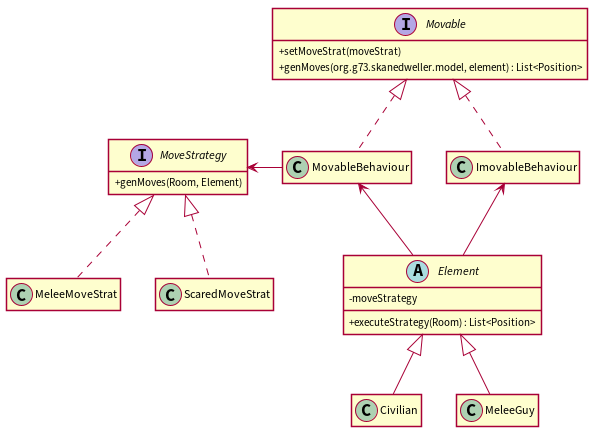 I Movable
+setMoveStrat(moveStrat)
+genMoves(org.g73.skanedweller.model, element) : List<Position>
I MoveStrategy
+genMoves(Room, Element)
C MovableBehaviour
C ImovableBehaviour
C MeleeMoveStrat
C ScaredMoveStrat
A Element
-moveStrategy
+executeStrategy(Room) : List<Position>
C Civilian
C MeleeGuy